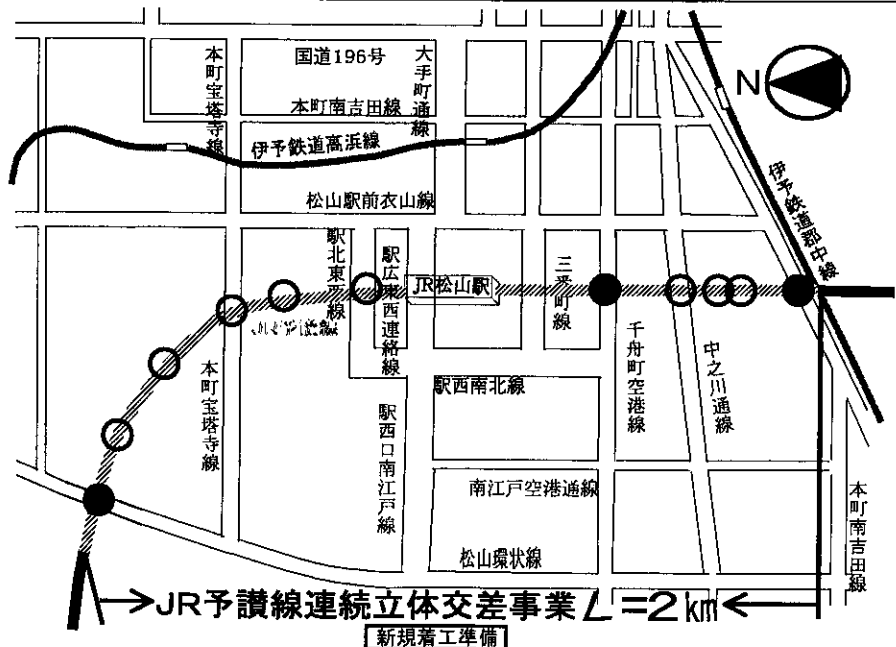 国道196号
大手町通線
本町宝塔寺線
本町南吉田線
N
伊予鉄道高浜線
伊予鉄道郡中線
松山駅前衣山線
駅北東西線
駅広東西連絡線
JR松山駅
三番町線
千舟町空港線
中之川通線
本町宝塔寺線
駅西南北線
駅西口南江戸線
南江戸空港通線
本町南吉田線
松山環状線
JR予讃線連続立体交差事業L=2km
新規着工準備